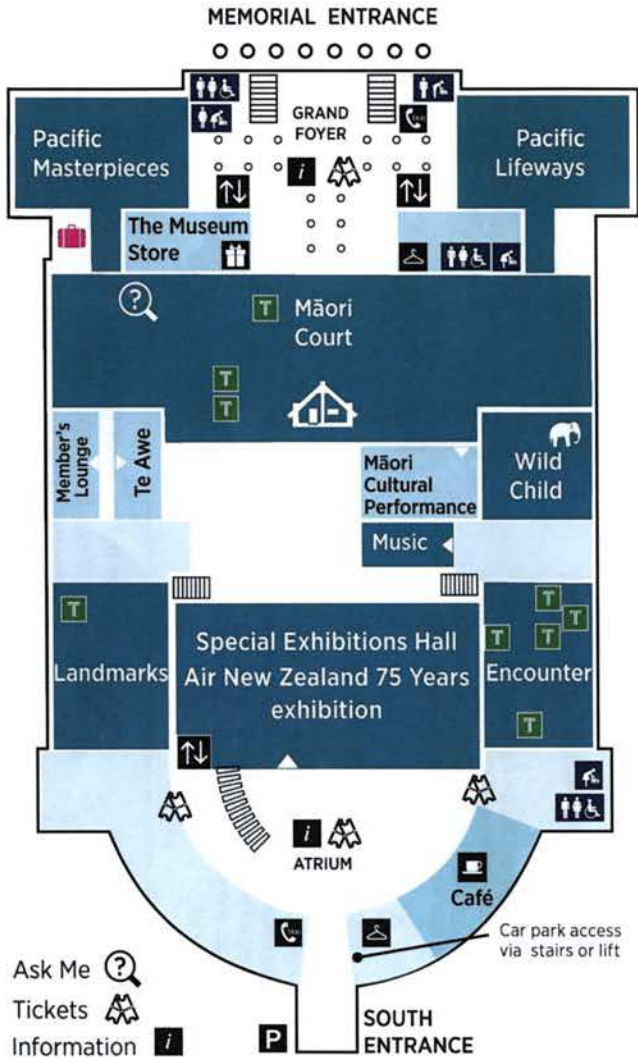 MEMORIAL ENTRANCE
GRAND
FOYER
TAXI
Pacific
Masterpieces
Pacific
Lifeways
i
The Museum
Store
?
T
Māori
Court
T
T
Member's
Lounge
Te Awe
Māori
Cultural
Performance
Wild
Child
Music
T
Landmarks
Special Exhibitions Hall
Air New Zealand 75 Years
exhibition
T
T
T
T
Encounter
T
i
ATRIUM
Café
TAXI
Car park access
via stairs or lift
Ask Me ?
Tickets
Information i
P
SOUTH
ENTRANCE